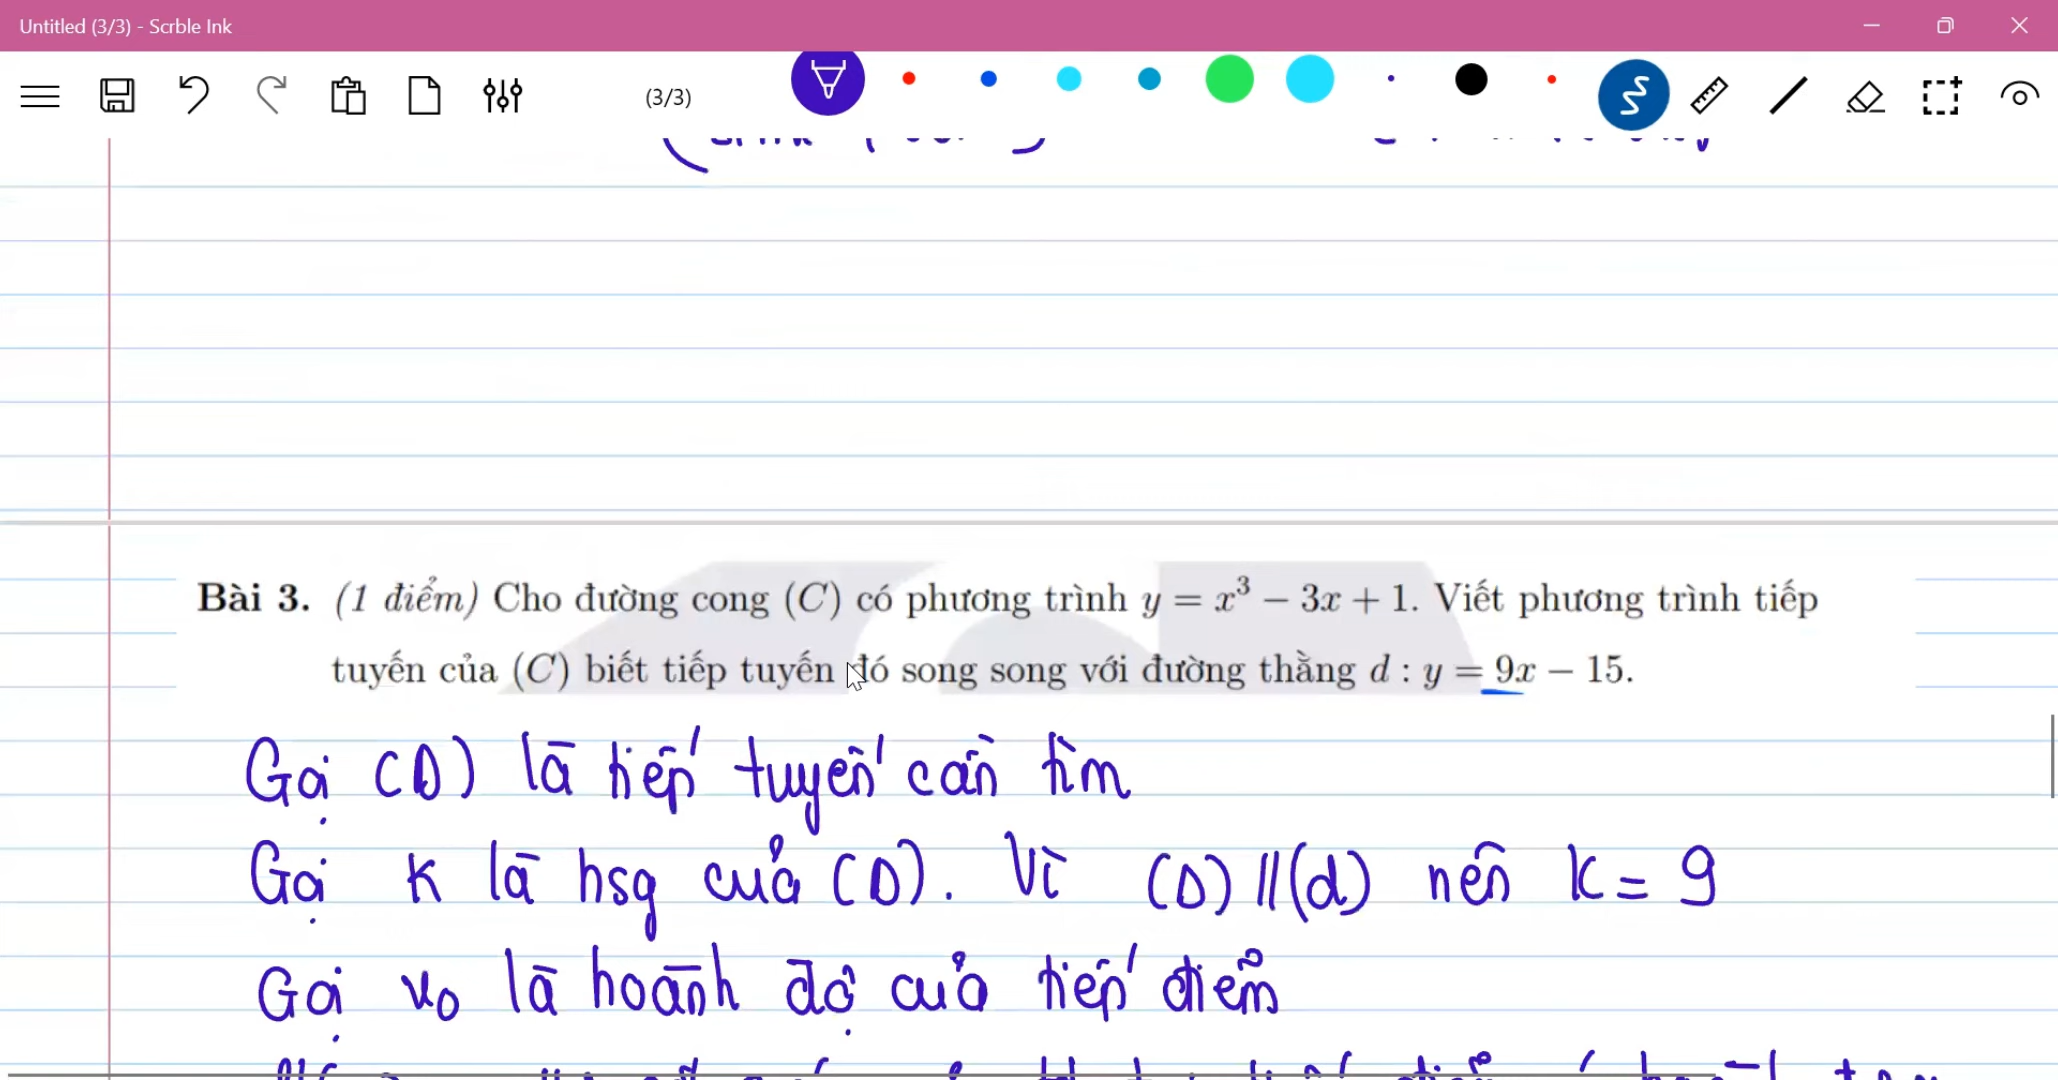 Untitled (3/3) - Scrble Ink
(3/3)
Bài 3. (1 điểm) Cho đường cong (C) có phương trình y = x³ − 3x + 1. Viết phương trình tiếp
tuyến của (C) biết tiếp tuyến đó song song với đường thẳng d : y = 9x − 15.
Gọi (D) là tiếp tuyến cần tìm
Gọi k là hsg của (D). Vì (D) // (d) nên k = 9
Gọi x₀ là hoành độ của tiếp điểm